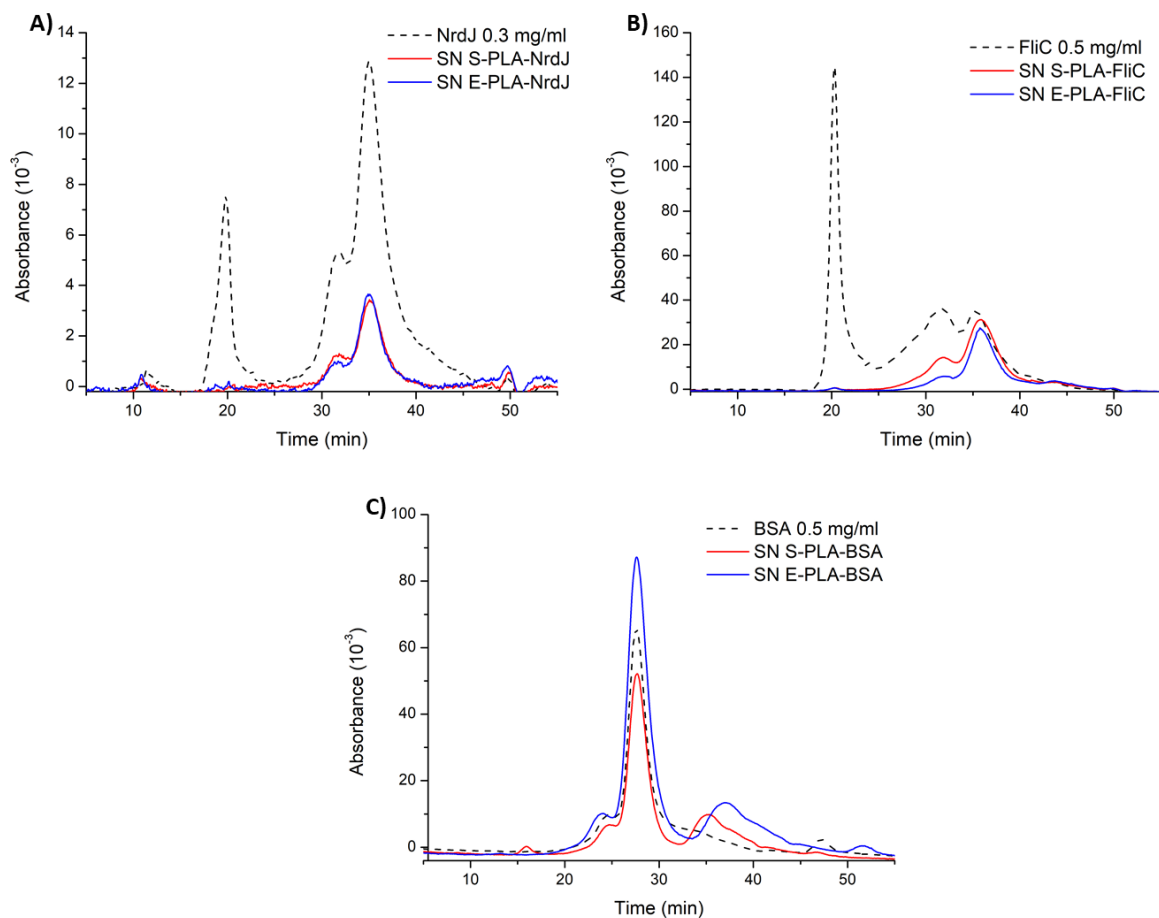 A)
NrdJ 0.3 mg/ml
SN S-PLA-NrdJ
SN E-PLA-NrdJ
14
12
10
8
6
4
2
0
Absorbance (10-3)
10 20 30 40 50
Time (min)
B)
FliC 0.5 mg/ml
SN S-PLA-FliC
SN E-PLA-FliC
160
140
120
100
80
60
40
20
0
Absorbance (10-3)
10 20 30 40 50
Time (min)
C)
BSA 0.5 mg/ml
SN S-PLA-BSA
SN E-PLA-BSA
100
80
60
40
20
0
Absorbance (10-3)
10 20 30 40 50
Time (min)